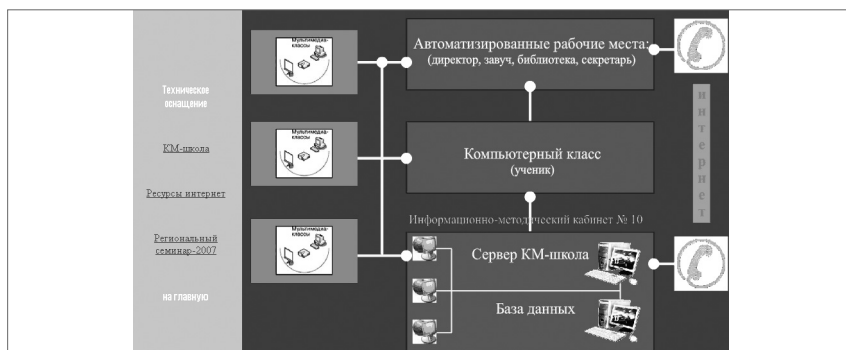 Техническое
оснащение
КМ-школа
Ресурсы интернет
Региональный
семинар-2007
на главную
Мультимедиа-
классы
Мультимедиа-
классы
Мультимедиа-
классы
Автоматизированные рабочие места:
(директор, завуч, библиотека, секретарь)
Компьютерный класс
(ученик)
Информационно-методический кабинет № 10
Сервер КМ-школа
База данных
интернет